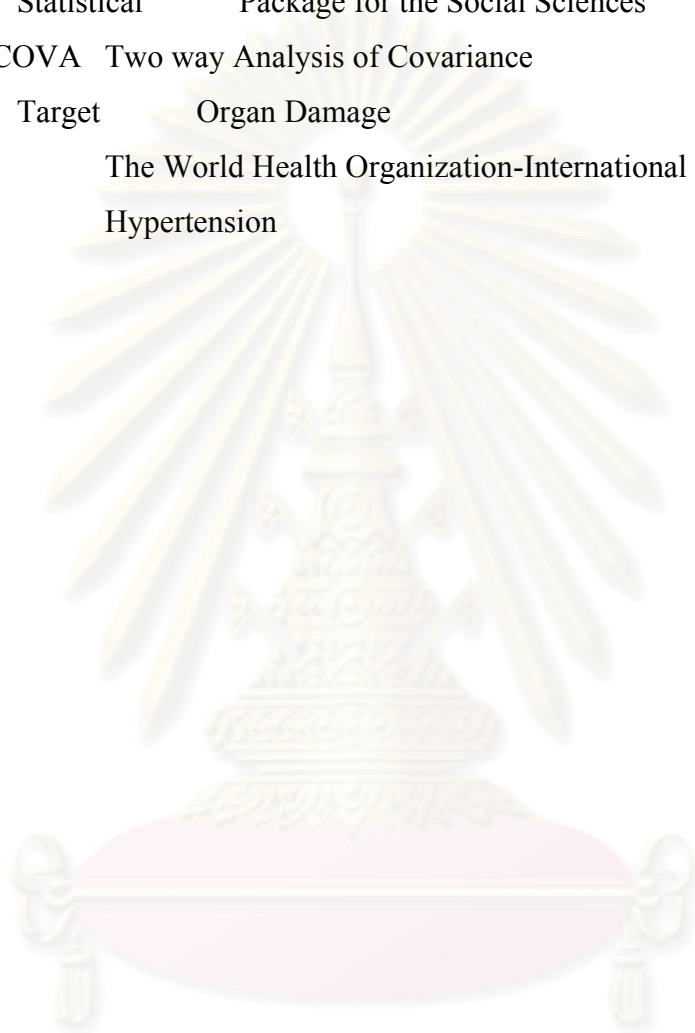 Statistical Package for the Social Sciences
COVA Two way Analysis of Covariance
Target Organ Damage
The World Health Organization-International
Hypertension